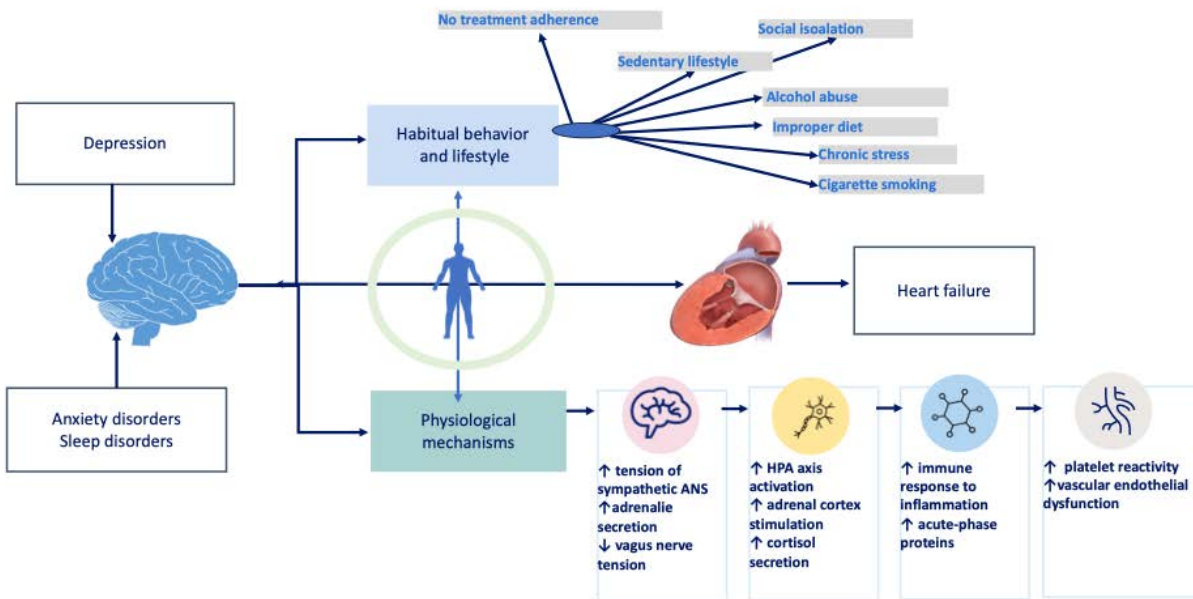 No treatment adherence
Social isoalation
Sedentary lifestyle
Alcohol abuse
Improper diet
Chronic stress
Cigarette smoking
Depression
Habitual behavior
and lifestyle
Heart failure
Anxiety disorders
Sleep disorders
Physiological
mechanisms
↑ tension of
sympathetic ANS
↑adrenalie
secretion
↓ vagus nerve
tension
↑ HPA axis
activation
↑ adrenal cortex
stimulation
↑ cortisol
secretion
↑ immune
response to
inflammation
↑ acute-phase
proteins
↑ platelet reactivity
↑vascular endothelial
dysfunction